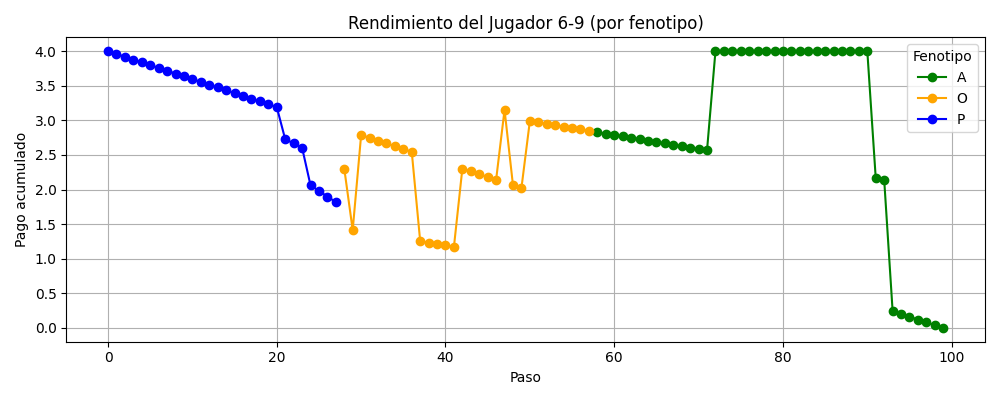 Rendimiento del Jugador 6-9 (por fenotipo)
Pago acumulado
4.0
3.5
3.0
2.5
2.0
1.5
1.0
0.5
0.0
Fenotipo
A
O
P
0
20
40
60
80
100
Paso